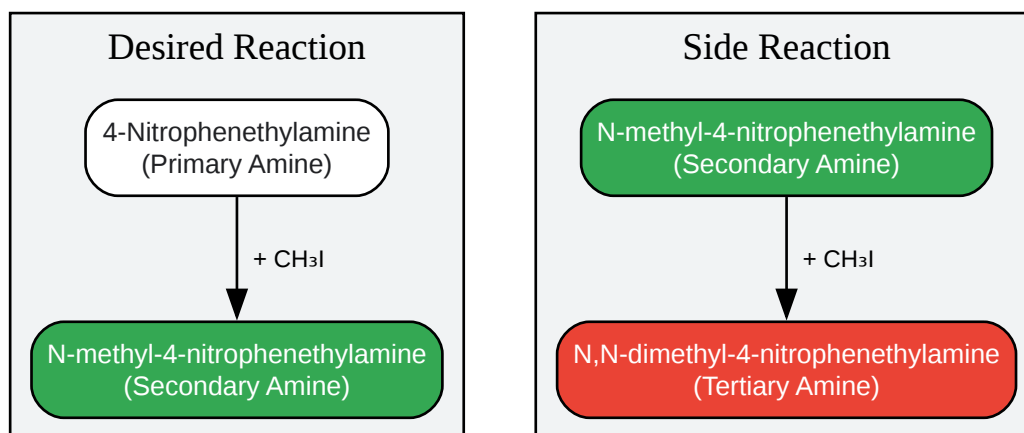 Desired Reaction
4-Nitrophenethylamine
(Primary Amine)
+ CH₃I
N-methyl-4-nitrophenethylamine
(Secondary Amine)
Side Reaction
N-methyl-4-nitrophenethylamine
(Secondary Amine)
+ CH₃I
N,N-dimethyl-4-nitrophenethylamine
(Tertiary Amine)